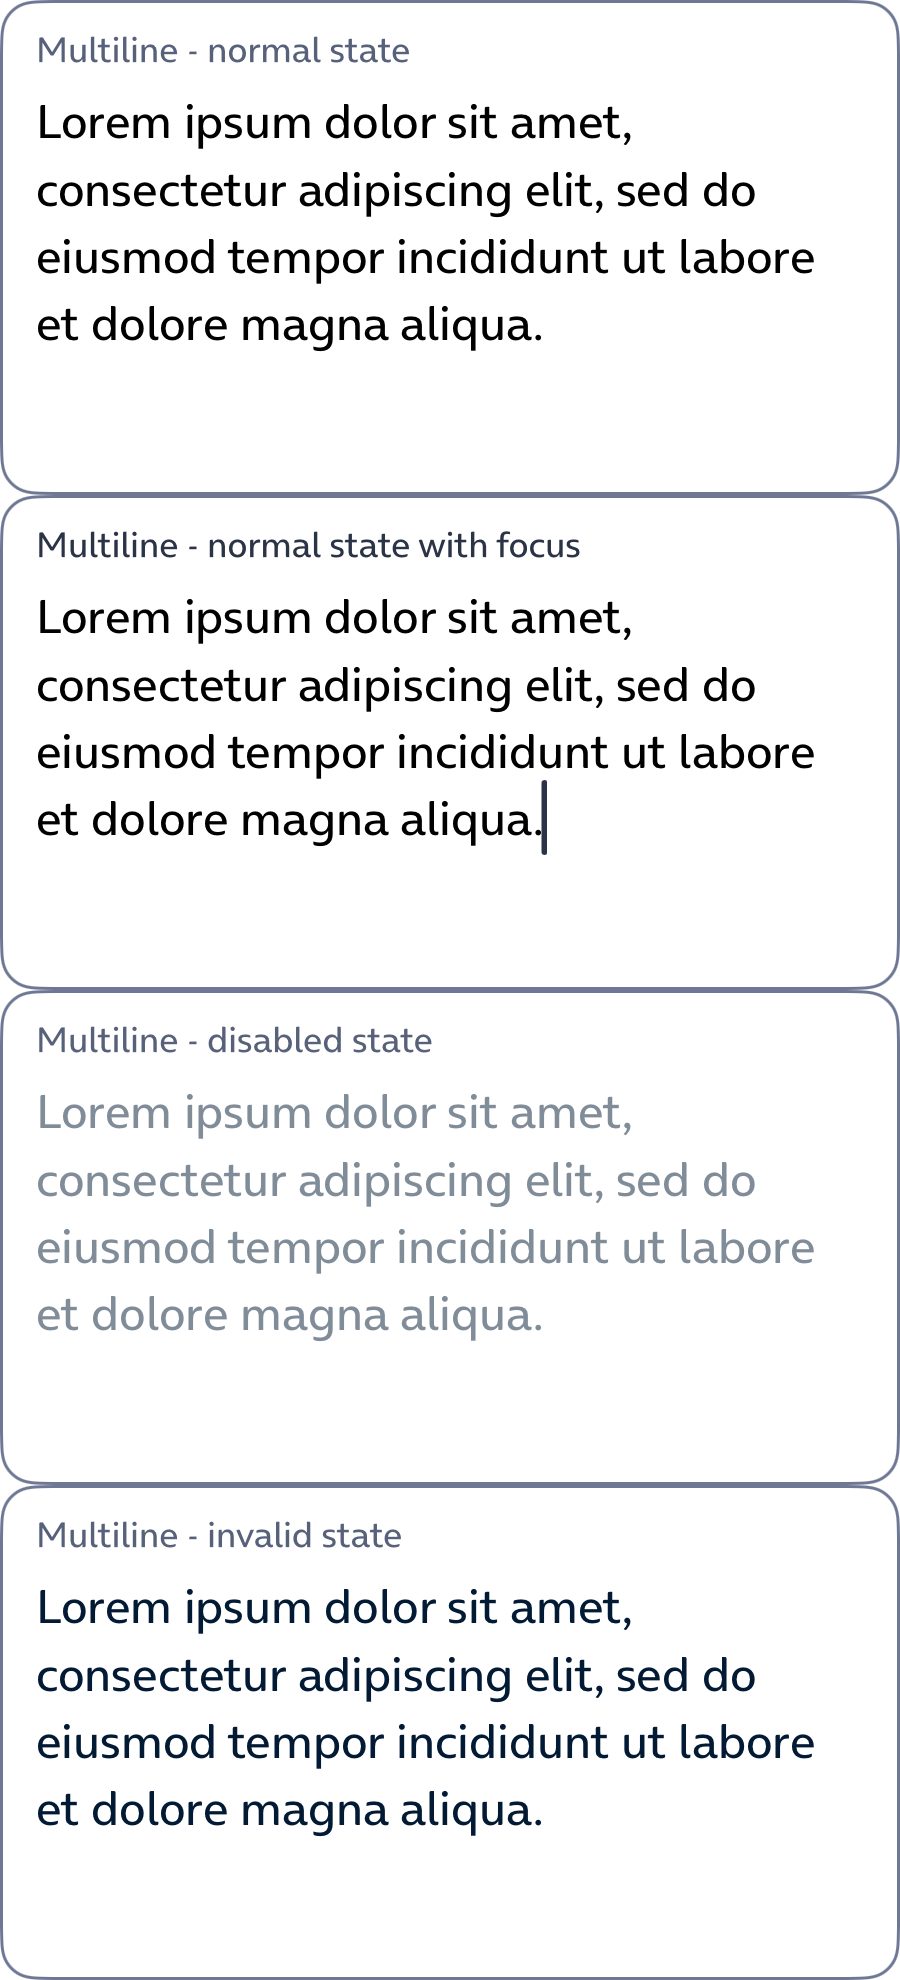 Multiline - normal state
Lorem ipsum dolor sit amet,
consectetur adipiscing elit, sed do
eiusmod tempor incididunt ut labore
et dolore magna aliqua.
Multiline - normal state with focus
Lorem ipsum dolor sit amet,
consectetur adipiscing elit, sed do
eiusmod tempor incididunt ut labore
et dolore magna aliqua.
Multiline - disabled state
Lorem ipsum dolor sit amet,
consectetur adipiscing elit, sed do
eiusmod tempor incididunt ut labore
et dolore magna aliqua.
Multiline - invalid state
Lorem ipsum dolor sit amet,
consectetur adipiscing elit, sed do
eiusmod tempor incididunt ut labore
et dolore magna aliqua.